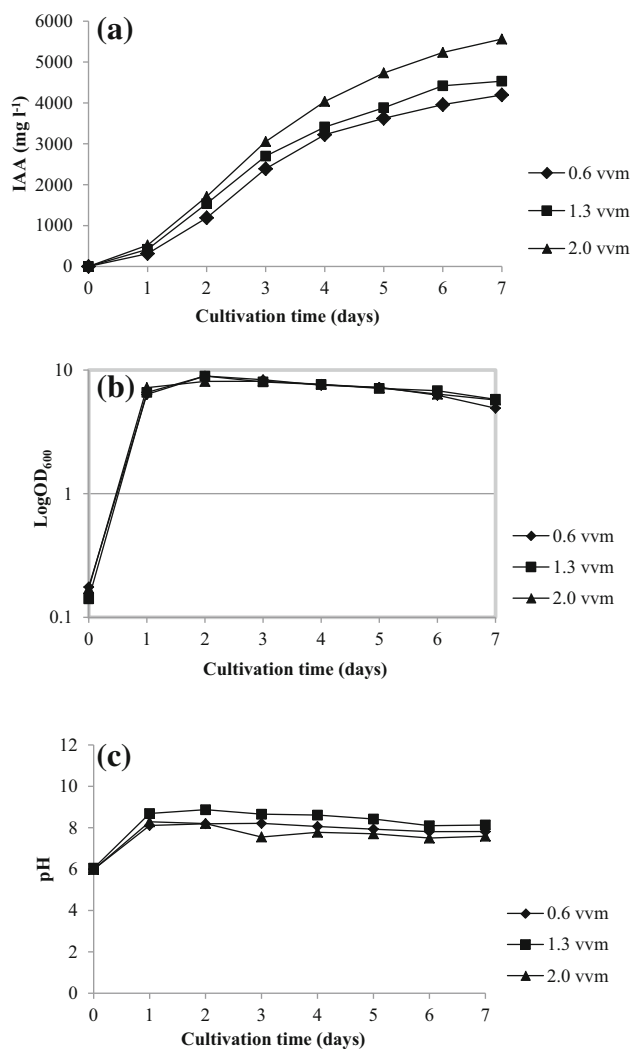 (a)
6000
5000
4000
3000
2000
1000
0
IAA (mg l⁻¹)
0 1 2 3 4 5 6 7
Cultivation time (days)
0.6 vvm
1.3 vvm
2.0 vvm
(b)
10
1
0.1
LogOD₆₀₀
0 1 2 3 4 5 6 7
Cultivation time (days)
0.6 vvm
1.3 vvm
2.0 vvm
(c)
12
10
8
6
4
2
0
pH
0 1 2 3 4 5 6 7
Cultivation time (days)
0.6 vvm
1.3 vvm
2.0 vvm